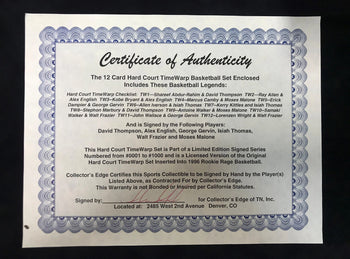 Certificate of Authenticity
The 12 Card Hard Court TimeWarp Basketball Set Enclosed
Includes These Basketball Legends:
Hard Court TimeWarp Checklist: TW1—Shareef Abdur-Rahim & David Thompson TW2—Ray Allen &
Alex English TW3-Kobe Bryant & Alex English TW4—Marcus Camby & Moses Malone TW5—Erick
Dampier & George Gervin TW6—Allen Iverson & Isiah Thomas TW7-Kerry Kittles and Isiah Thomas
TW8—Stephon Marbury & David Thompson TW9—Antoine Walker & Moses Malone TW10-Samaki
Walker & Walt Frazier TW11—John Wallace & George Gervin TW12—Lorenzen Wright & Walt Frazier
And is Signed by the Following Players:
David Thompson, Alex English, George Gervin, Isiah Thomas,
Walt Frazier and Moses Malone
This Hard Court TimeWarp Set is Part of a Limited Edition Signed Series
Numbered from #0001 to #1000 and is a Licensed Version of the Original
Hard Court TimeWarp Set Inserted into 1996 Rookie Rage Basketball.
Collector's Edge Certifies this Sports Collectible to be Signed by Hand by the Player(s)
Listed Above, as Contracted For by Collector's Edge.
This Warranty is not Bonded or Insured per California Statutes.
Signed by: for Collector's Edge of TN, Inc.
Located at: 2485 West 2nd Avenue Denver, CO